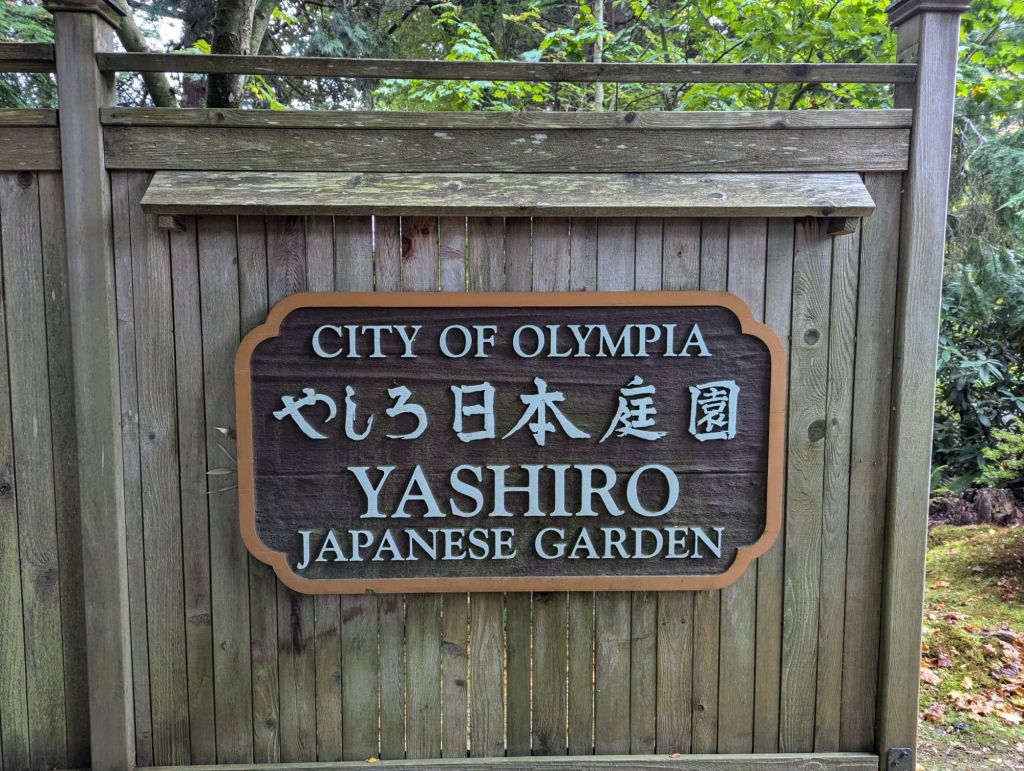 CITY OF OLYMPIA
やしろ日本庭園
YASHIRO
JAPANESE GARDEN